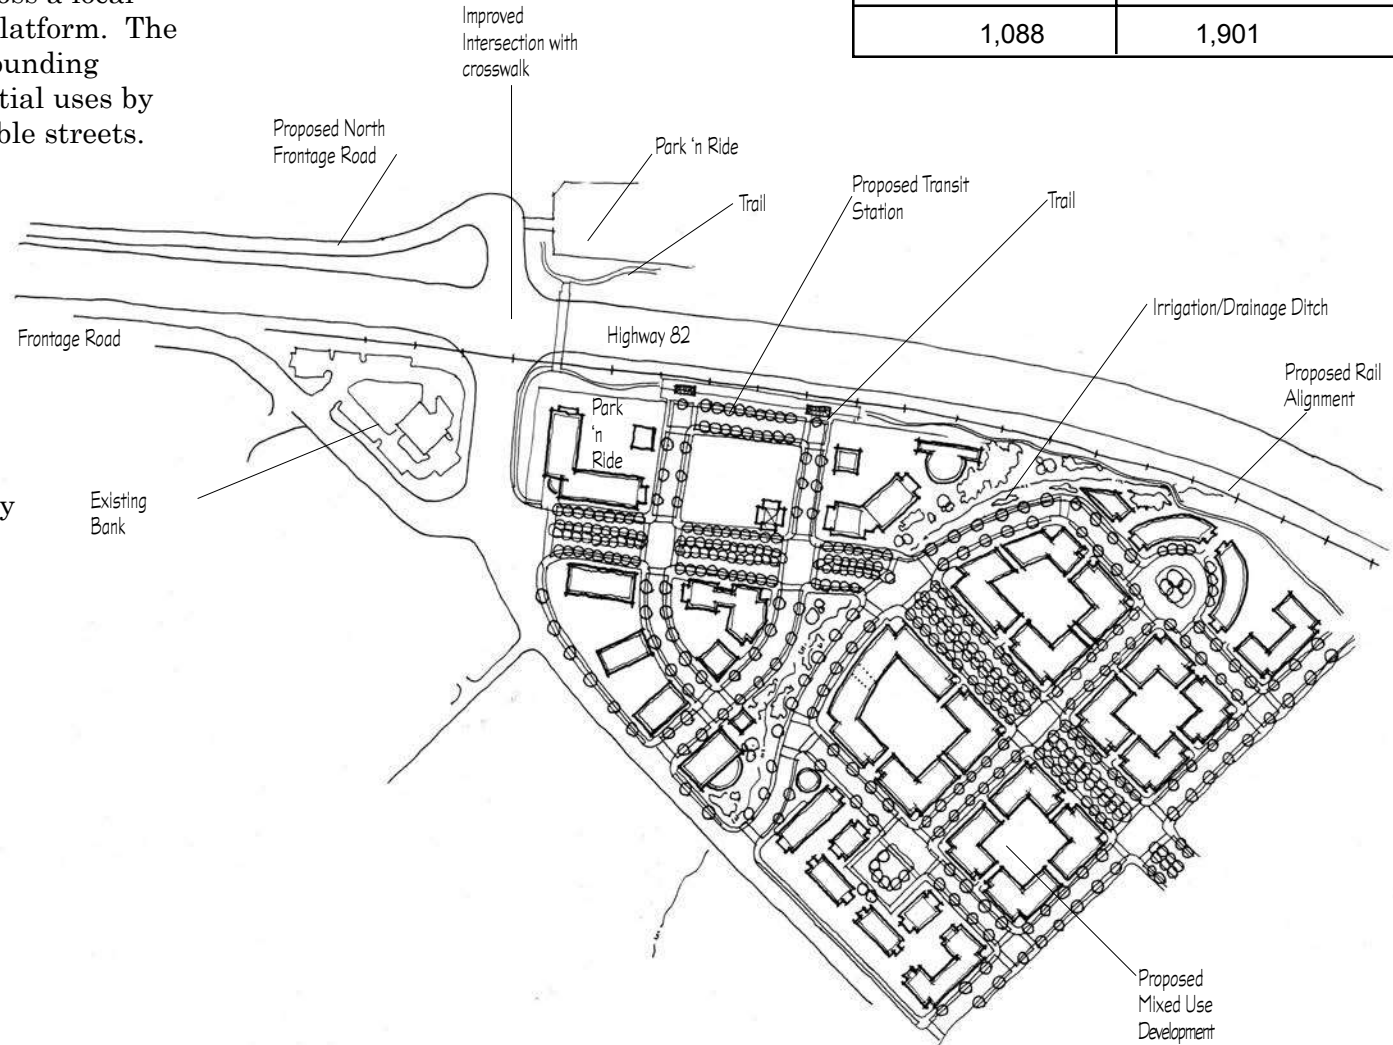 latform. The
ounding
tial uses by
ble streets.
y
1,088 1,901
Improved
Intersection with
crosswalk
Proposed North
Frontage Road
Park 'n Ride
Trail
Proposed Transit
Station
Trail
Irrigation/Drainage Ditch
Proposed Rail
Alignment
Frontage Road
Highway 82
Park
'n
Ride
Existing
Bank
Proposed
Mixed Use
Development